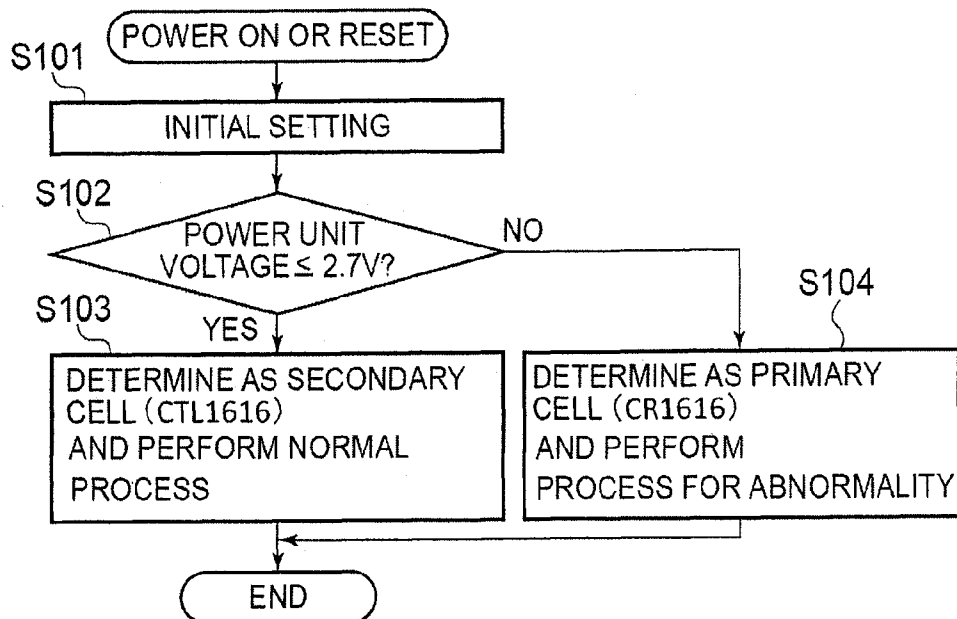 POWER ON OR RESET
S101
INITIAL SETTING
S102
POWER UNIT
VOLTAGE ≤ 2.7V?
NO
YES
S103
DETERMINE AS SECONDARY
CELL (CTL1616)
AND PERFORM NORMAL
PROCESS
S104
DETERMINE AS PRIMARY
CELL (CR1616)
AND PERFORM
PROCESS FOR ABNORMALITY
END